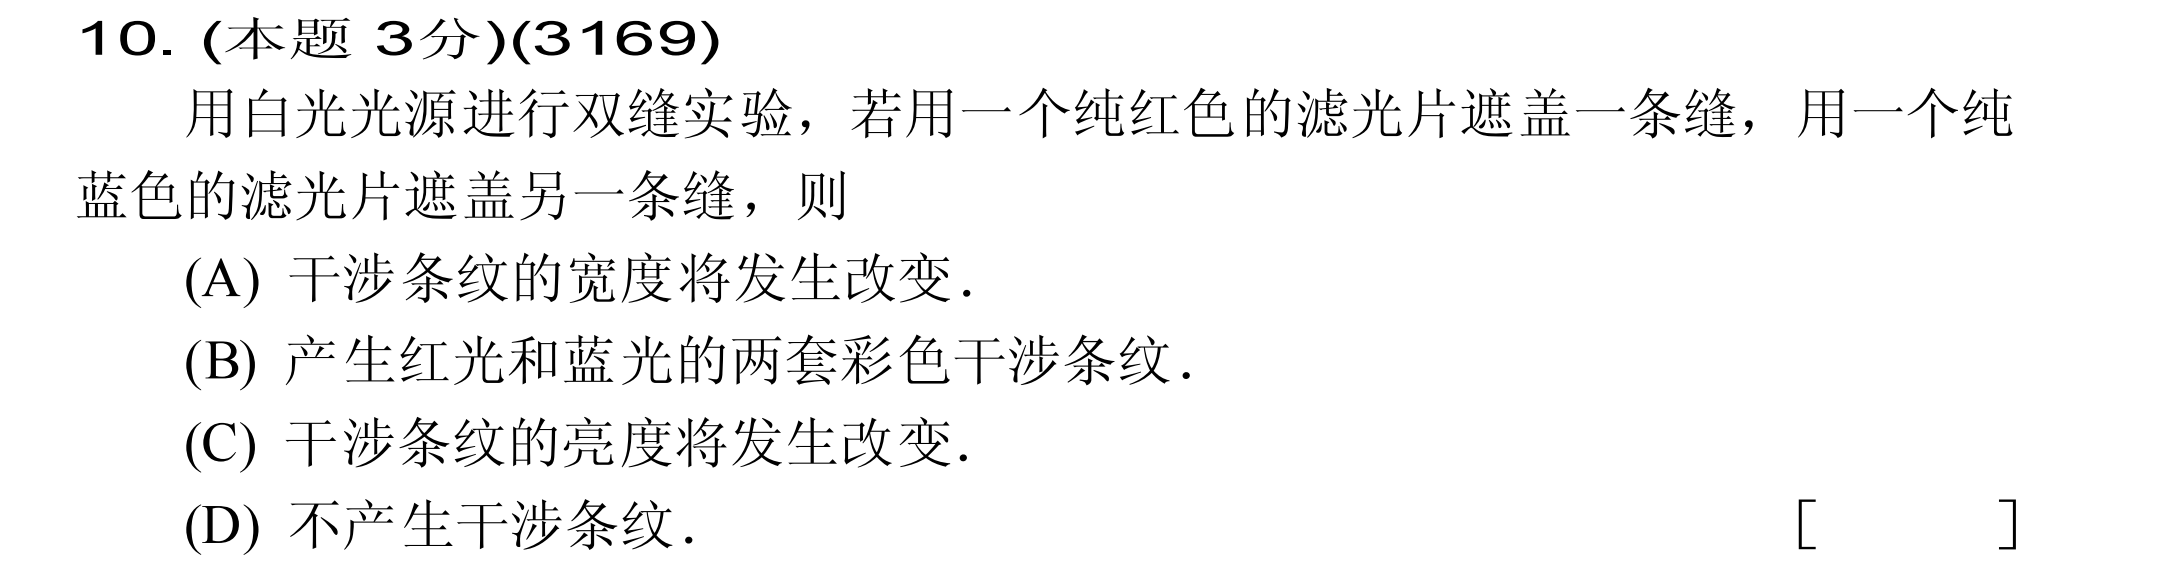 10. (本题 3分)(3169)
用白光光源进行双缝实验，若用一个纯红色的滤光片遮盖一条缝，用一个纯
蓝色的滤光片遮盖另一条缝，则
(A) 干涉条纹的宽度将发生改变．
(B) 产生红光和蓝光的两套彩色干涉条纹．
(C) 干涉条纹的亮度将发生改变．
(D) 不产生干涉条纹． ［ ］